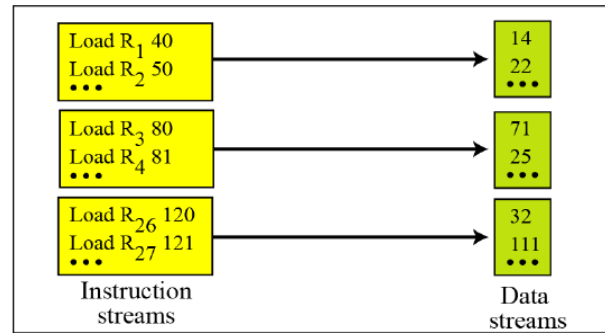 Load R1 40
Load R2 50
•••
14
22
•••
Load R3 80
Load R4 81
•••
71
25
•••
Load R26 120
Load R27 121
•••
32
111
•••
Instruction
streams
Data
streams